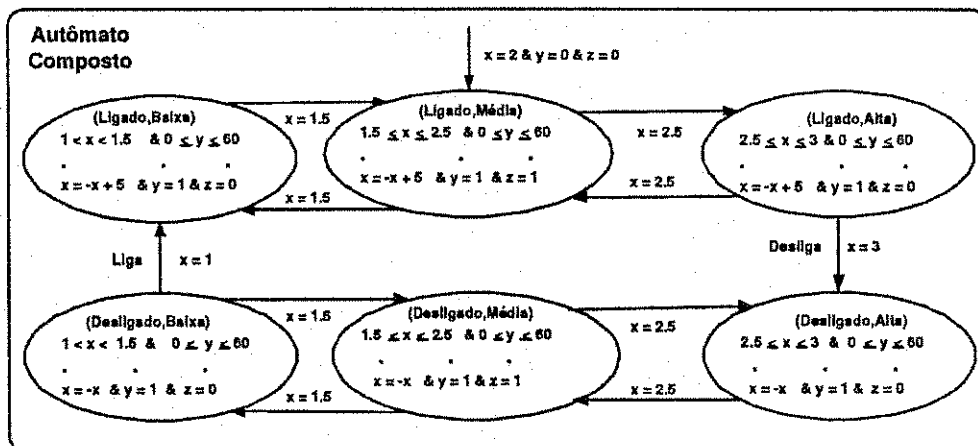 Autômato
Composto
x=2 & y=0 & z=0
(Ligado,Baixa)
1 < x < 1.5 & 0 ≤ y ≤ 60
. . .
x=-x+5 & y=1 & z=0
x=1.5
x=1.5
(Ligado,Média)
1.5 ≤ x ≤ 2.5 & 0 ≤ y ≤ 60
. . .
x=-x+5 & y=1 & z=1
x=2.5
x=2.5
(Ligado,Alta)
2.5 ≤ x ≤ 3 & 0 ≤ y ≤ 60
. . .
x=-x+5 & y=1 & z=0
Liga x=1
Desliga x=3
(Desligado,Baixa)
1 < x < 1.5 & 0 ≤ y ≤ 60
. . .
x=-x & y=1 & z=0
x=1.5
x=1.5
(Desligado,Média)
1.5 ≤ x ≤ 2.5 & 0 ≤ y ≤ 60
. . .
x=-x & y=1 & z=1
x=2.5
x=2.5
(Desligado,Alta)
2.5 ≤ x ≤ 3 & 0 ≤ y ≤ 60
. . .
x=-x & y=1 & z=0